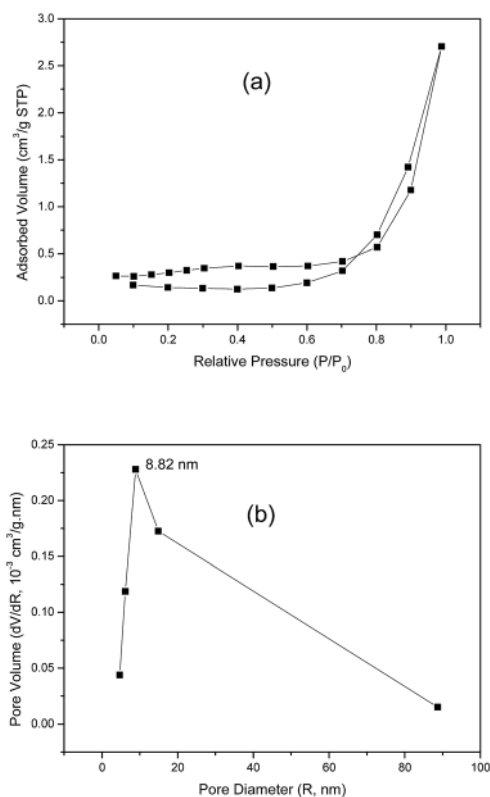 (a)
Adsorbed Volume (cm³/g STP)
3.0
2.5
2.0
1.5
1.0
0.5
0.0
0.0 0.2 0.4 0.6 0.8 1.0
Relative Pressure (P/P₀)
8.82 nm
(b)
Pore Volume (dV/dR, 10⁻³ cm³/g.nm)
0.25
0.20
0.15
0.10
0.05
0.00
0 20 40 60 80 100
Pore Diameter (R, nm)